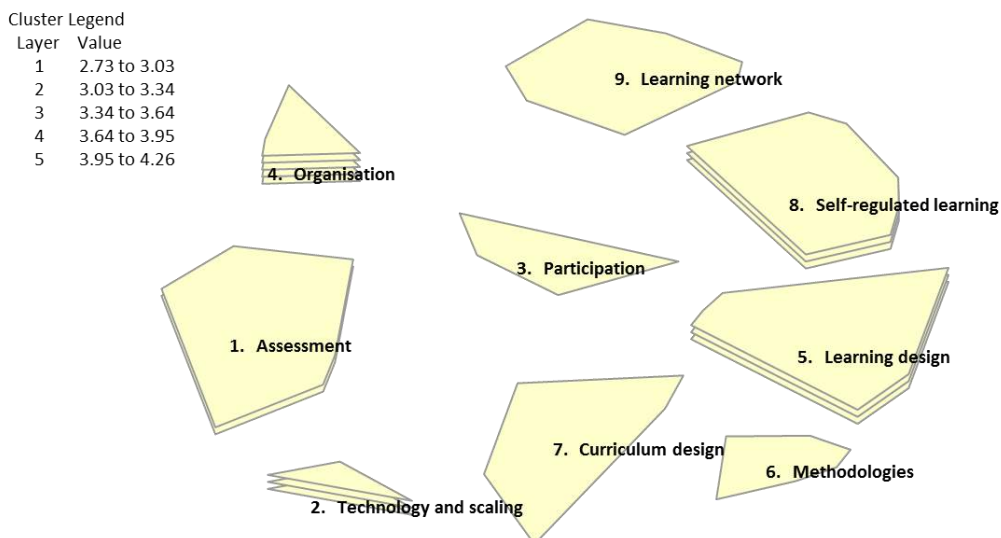 Cluster Legend
Layer Value
1 2.73 to 3.03
2 3.03 to 3.34
3 3.34 to 3.64
4 3.64 to 3.95
5 3.95 to 4.26
9. Learning network
4. Organisation
8. Self-regulated learning
3. Participation
1. Assessment
5. Learning design
7. Curriculum design
6. Methodologies
2. Technology and scaling